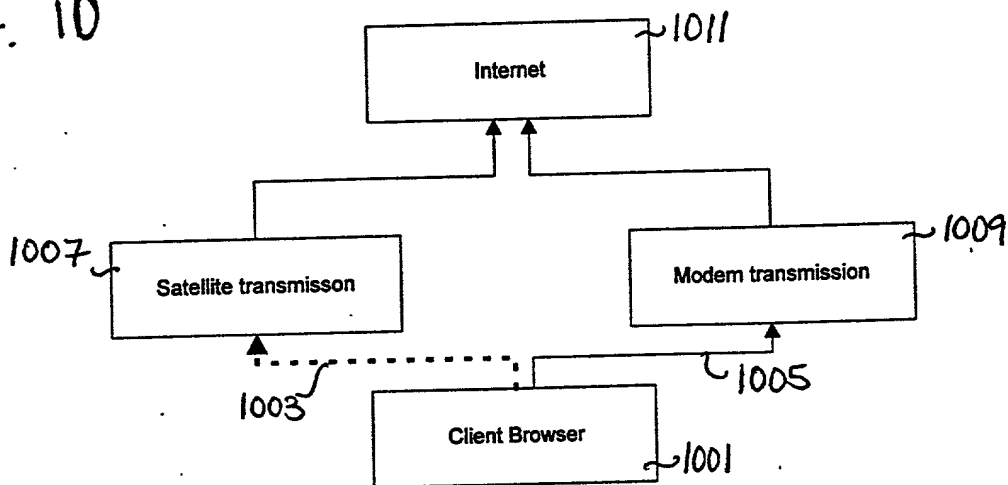 . 10
1011
Internet
1007
1009
Satellite transmisson
Modem transmission
1003
1005
Client Browser
1001